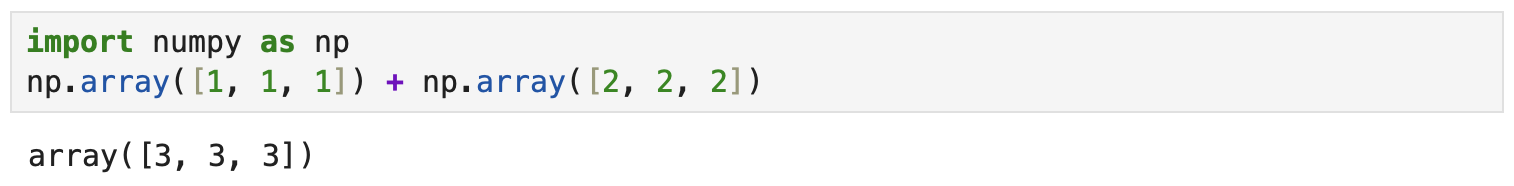 import numpy as np
np.array([1, 1, 1]) + np.array([2, 2, 2])
array([3, 3, 3])